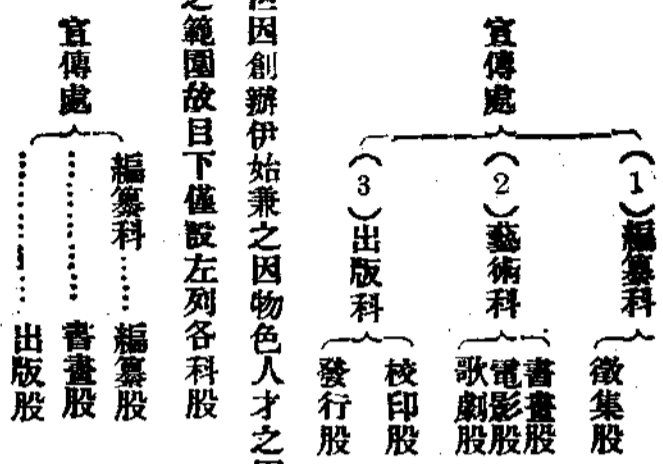 宣傳處
(1)編纂科
徵集股
(2)藝術科
書畫股
電影股
歌劇股
(3)出版科
校印股
發行股
因創辦伊始兼之因物色人才之
範圍故目下僅設左列各科股
宣傳處
編纂科……編纂股
………書畫股
………出版股